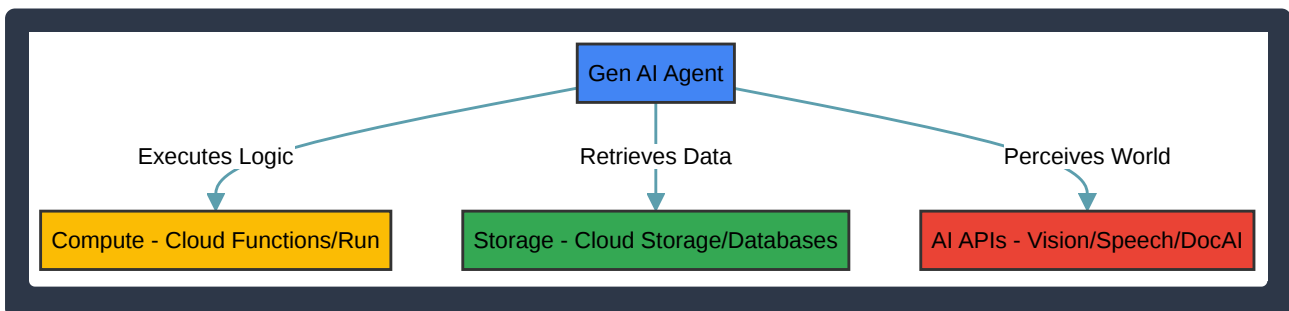 Gen AI Agent
Executes Logic
Retrieves Data
Perceives World
Compute - Cloud Functions/Run
Storage - Cloud Storage/Databases
AI APIs - Vision/Speech/DocAI